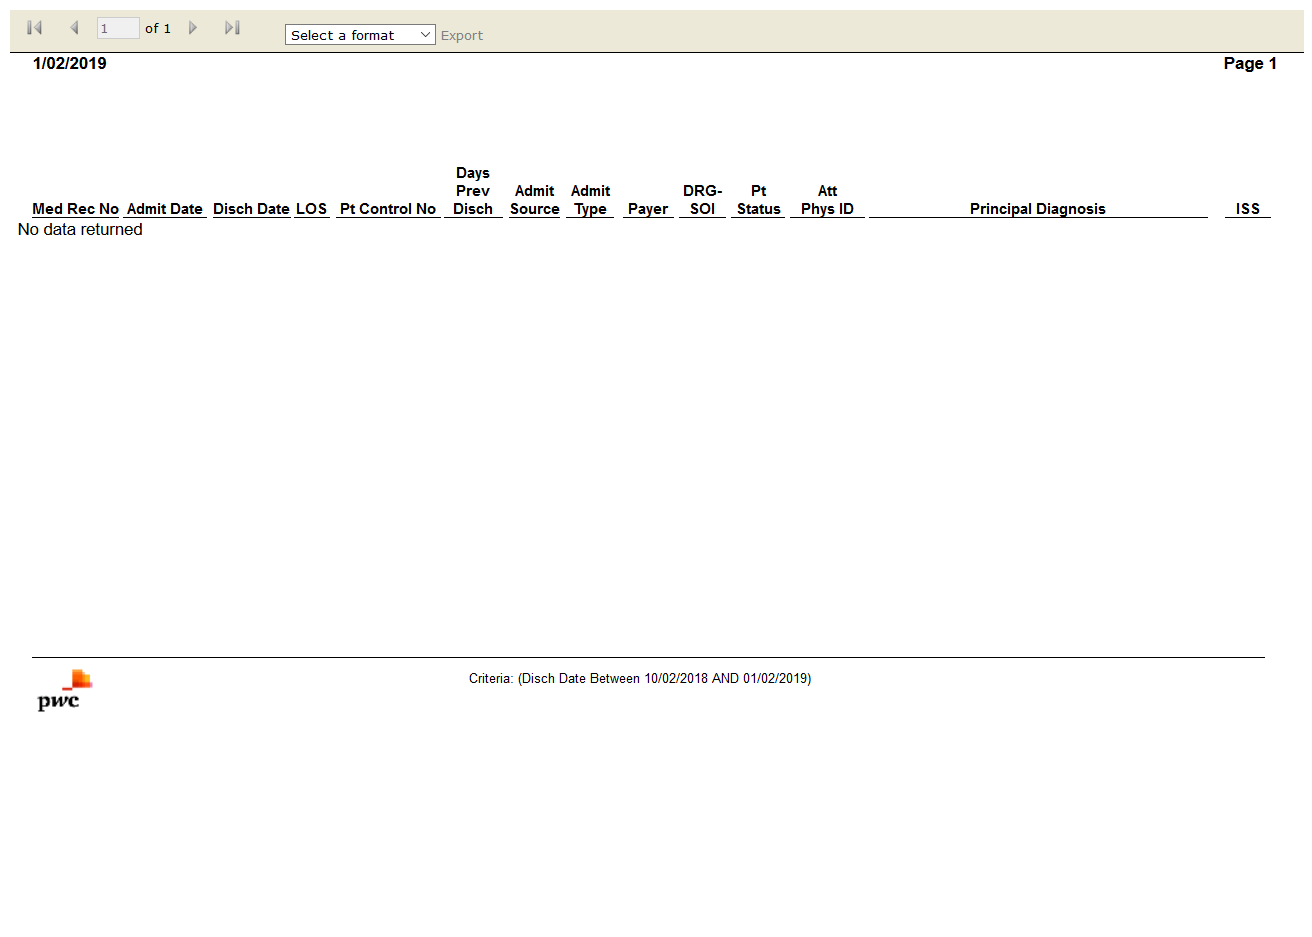 1 of 1 Select a format Export
1/02/2019 Page 1
Days
Prev Admit Admit DRG- Pt Att
Med Rec No Admit Date Disch Date LOS Pt Control No Disch Source Type Payer SOI Status Phys ID Principal Diagnosis ISS
No data returned
Criteria: (Disch Date Between 10/02/2018 AND 01/02/2019)
pwc